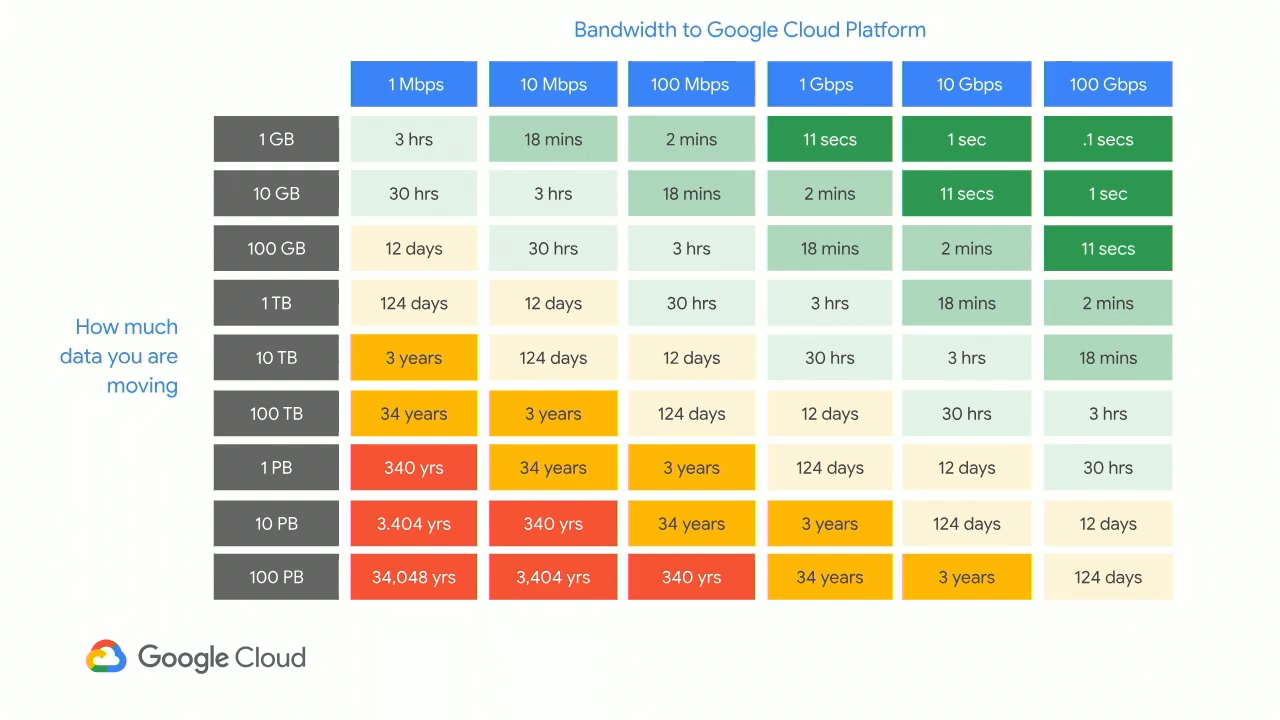 Bandwidth to Google Cloud Platform
1 Mbps 10 Mbps 100 Mbps 1 Gbps 10 Gbps 100 Gbps
1 GB 3 hrs 18 mins 2 mins 11 secs 1 sec .1 secs
10 GB 30 hrs 3 hrs 18 mins 2 mins 11 secs 1 sec
100 GB 12 days 30 hrs 3 hrs 18 mins 2 mins 11 secs
1 TB 124 days 12 days 30 hrs 3 hrs 18 mins 2 mins
How much
data you are
moving
10 TB 3 years 124 days 12 days 30 hrs 3 hrs 18 mins
100 TB 34 years 3 years 124 days 12 days 30 hrs 3 hrs
1 PB 340 yrs 34 years 3 years 124 days 12 days 30 hrs
10 PB 3.404 yrs 340 yrs 34 years 3 years 124 days 12 days
100 PB 34,048 yrs 3,404 yrs 340 yrs 34 years 3 years 124 days
Google Cloud